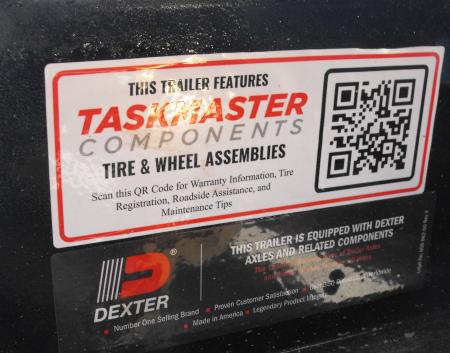 THIS TRAILER FEATURES
TASKMASTER
COMPONENTS
TIRE & WHEEL ASSEMBLIES
Scan this QR Code for Warranty Information, Tire
Registration, Roadside Assistance, and
Maintenance Tips
DEXTER
®
THIS TRAILER IS EQUIPPED WITH DEXTER
AXLES AND RELATED COMPONENTS
Number One Selling Brand
Proven Customer Satisfaction
Made in America
Legendary Product